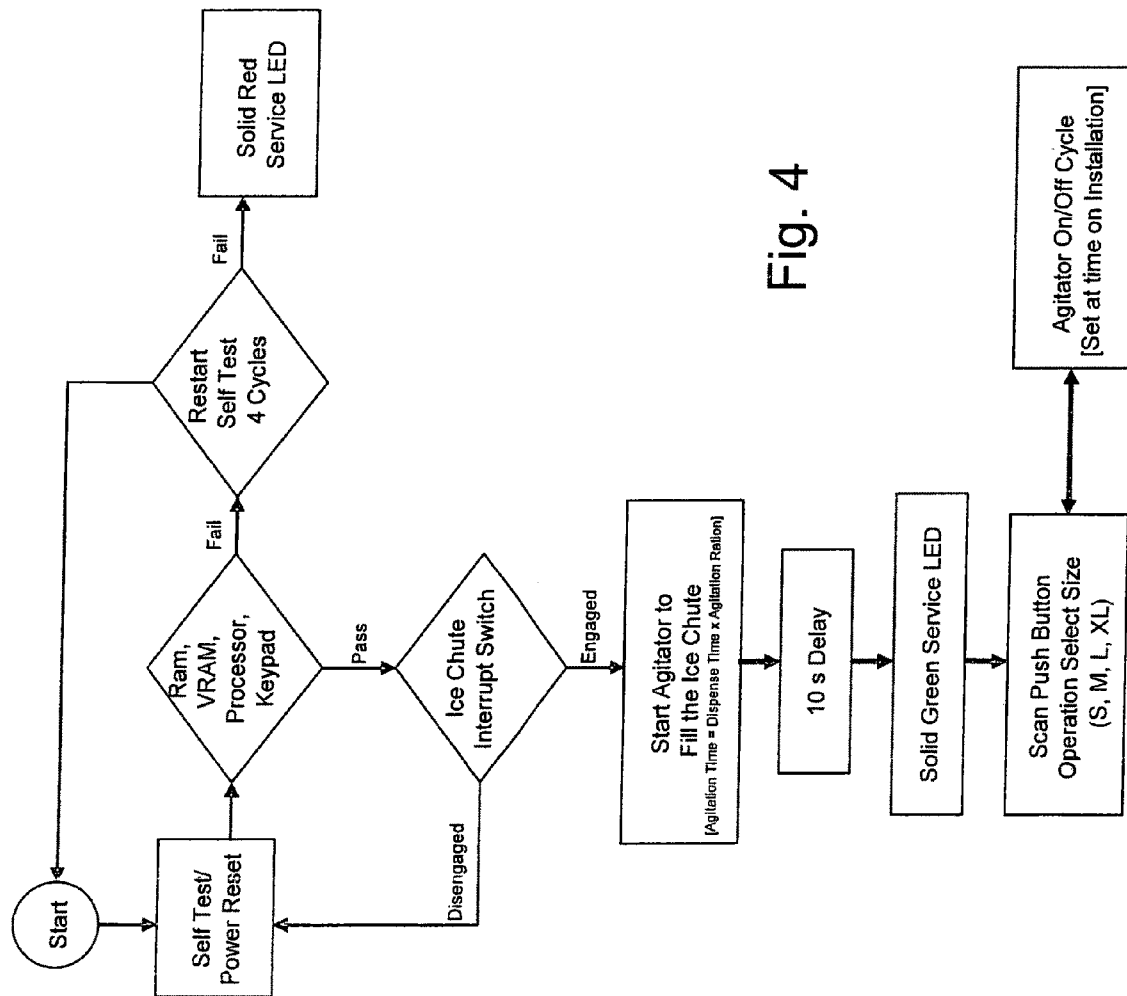 Start
Self Test/
Power Reset
Ram,
VRAM,
Processor,
Keypad
Fail
Restart
Self Test
4 Cycles
Fail
Solid Red
Service LED
Pass
Ice Chute
Interrupt Switch
Disengaged
Engaged
Start Agitator to
Fill the Ice Chute
[Agitation Time = Dispense Time x Agitation Ration]
10 s Delay
Solid Green Service LED
Scan Push Button
Operation Select Size
(S, M, L, XL)
Agitator On/Off Cycle
[Set at time on Installation]
Fig. 4